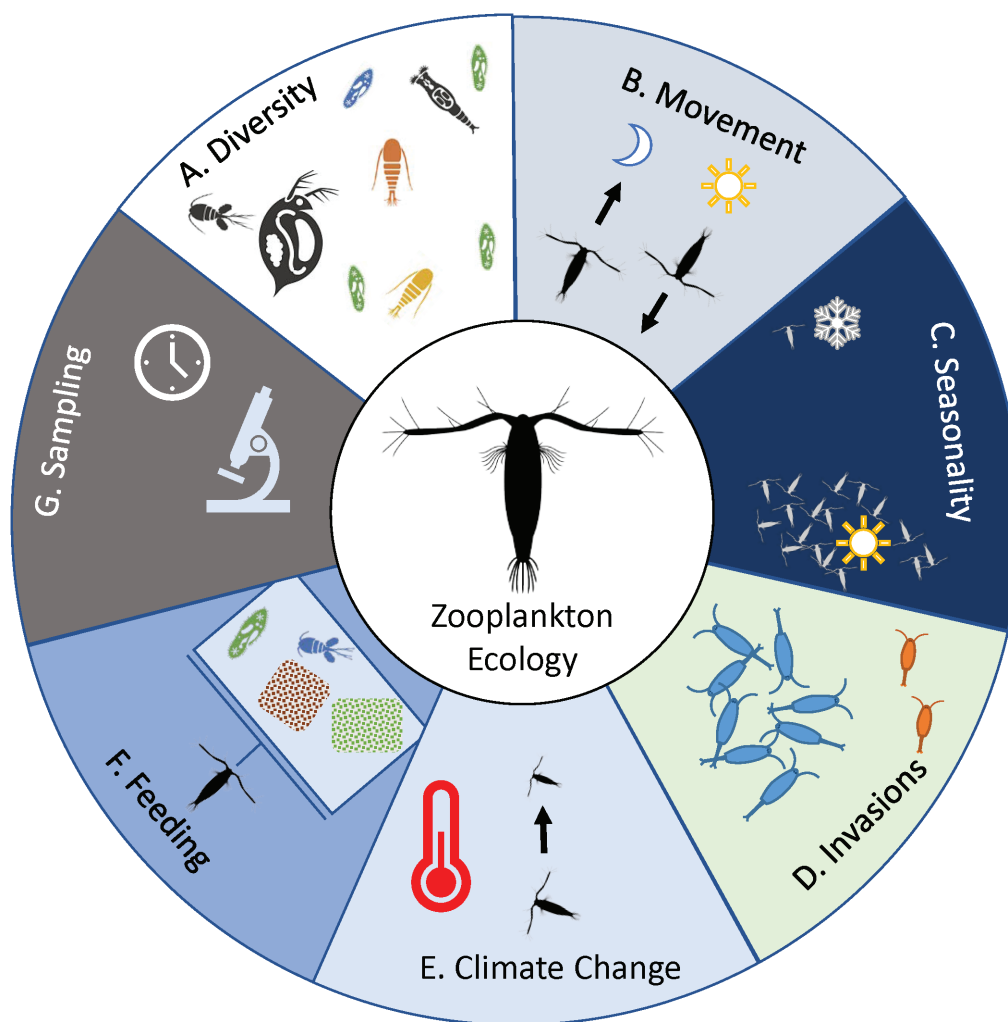 A. Diversity
B. Movement
C. Seasonality
D. Invasions
E. Climate Change
F. Feeding
G. Sampling
Zooplankton
Ecology